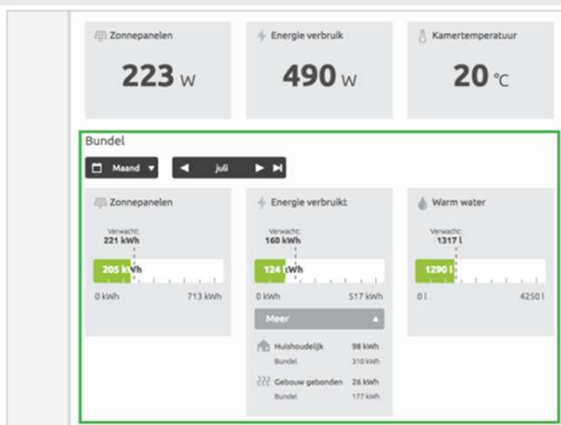 Zonnepanelen
223 W
Energie verbruik
490 W
Kamertemperatuur
20 °C
Bundel
Maand
juli
Zonnepanelen
Verwacht:
221 kWh
205 kWh
0 kWh 713 kWh
Energie verbruikt
Verwacht:
160 kWh
124 kWh
0 kWh 517 kWh
Meer
Huishoudelijk 98 kWh
Bundel 310 kWh
Gebouw gebonden 26 kWh
Bundel 177 kWh
Warm water
Verwacht:
1317 l
1290 l
0 l 4250 l